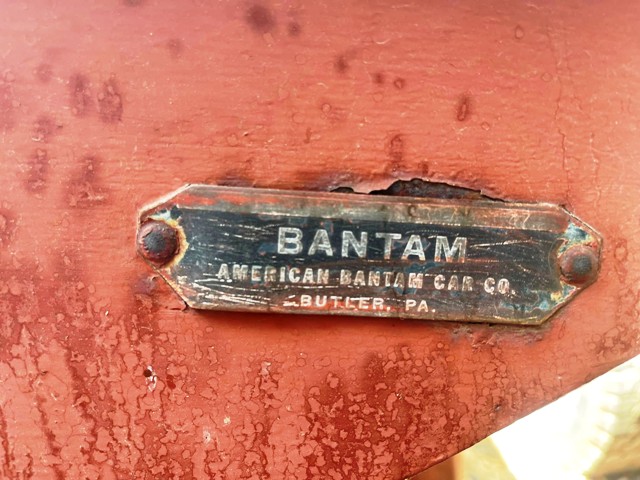 BANTAM
AMERICAN BANTAM CAR CO.
BUTLER, PA.